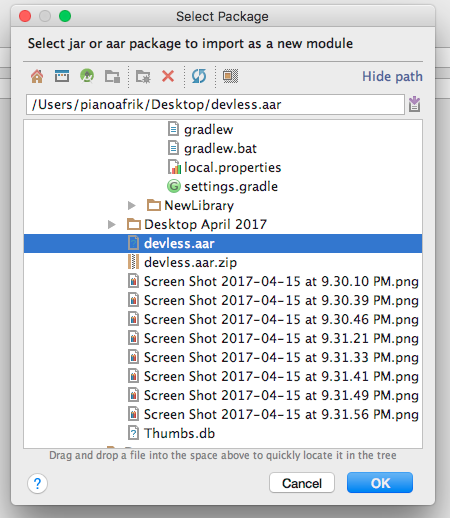 Select Package
Select jar or aar package to import as a new module
Hide path
/Users/pianoafrik/Desktop/devless.aar
gradlew
gradlew.bat
local.properties
G settings.gradle
NewLibrary
Desktop April 2017
devless.aar
devless.aar.zip
Screen Shot 2017-04-15 at 9.30.10 PM.png
Screen Shot 2017-04-15 at 9.30.39 PM.png
Screen Shot 2017-04-15 at 9.30.46 PM.png
Screen Shot 2017-04-15 at 9.31.21 PM.png
Screen Shot 2017-04-15 at 9.31.33 PM.png
Screen Shot 2017-04-15 at 9.31.41 PM.png
Screen Shot 2017-04-15 at 9.31.49 PM.png
Screen Shot 2017-04-15 at 9.31.56 PM.png
? Thumbs.db
Drag and drop a file into the space above to quickly locate it in the tree
? Cancel OK